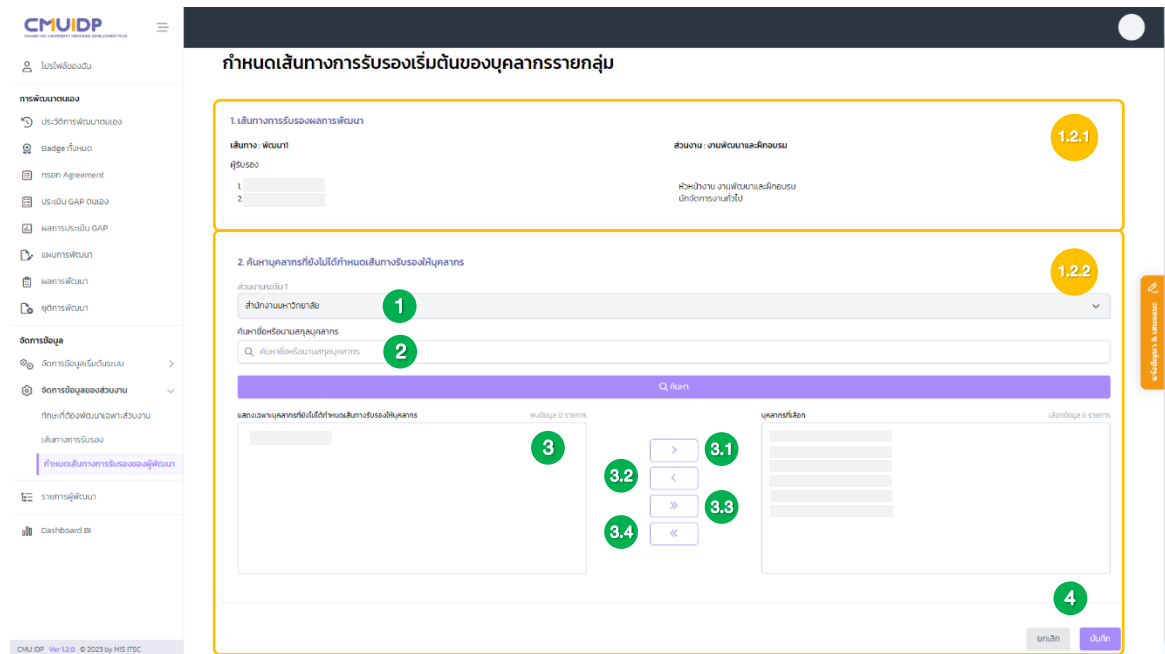 CMUIDP
กำหนดเส้นทางการรับรองเริ่มต้นของบุคลากรรายกลุ่ม
โปรไฟล์ของฉัน
การพัฒนาตนเอง
ประวัติการพัฒนาตนเอง
Badge ทั้งหมด
กรอก Agreement
ประเมิน GAP ตนเอง
ผลการประเมิน GAP
แผนการพัฒนา
ผลการพัฒนา
ยุติการพัฒนา
จัดการข้อมูล
จัดการข้อมูลเริ่มต้นระบบ
จัดการข้อมูลของส่วนงาน
ทักษะที่ต้องพัฒนาเฉพาะส่วนงาน
เส้นทางการรับรอง
กำหนดเส้นทางการรับรองของผู้พัฒนา
รายการผู้พัฒนา
Dashboard BI
CMU IDP Ver 1.2.0 © 2023 by MIS ITSC
1. เส้นทางการรับรองผลการพัฒนา
1.2.1
เส้นทาง : พัฒนา1
ส่วนงาน : งานพัฒนาและฝึกอบรม
ผู้รับรอง
1.
หัวหน้างาน งานพัฒนาและฝึกอบรม
2.
นักจัดการงานทั่วไป
2. ค้นหาบุคลากรที่ยังไม่ได้กำหนดเส้นทางรับรองให้บุคลากร
1.2.2
ส่วนงานระดับ 1
สำนักงานมหาวิทยาลัย
1
ค้นหาชื่อหรือนามสกุลบุคลากร
ค้นหาชื่อหรือนามสกุลบุคลากร
2
ค้นหา
แสดงเฉพาะบุคลากรที่ยังไม่ได้กำหนดเส้นทางรับรองให้บุคลากร
พบข้อมูล 0 รายการ
บุคลากรที่เลือก
เลือกข้อมูล 6 รายการ
3
3.1
3.2
3.3
3.4
4
ยกเลิก
บันทึก
แจ้งปัญหา & เสนอแนะ